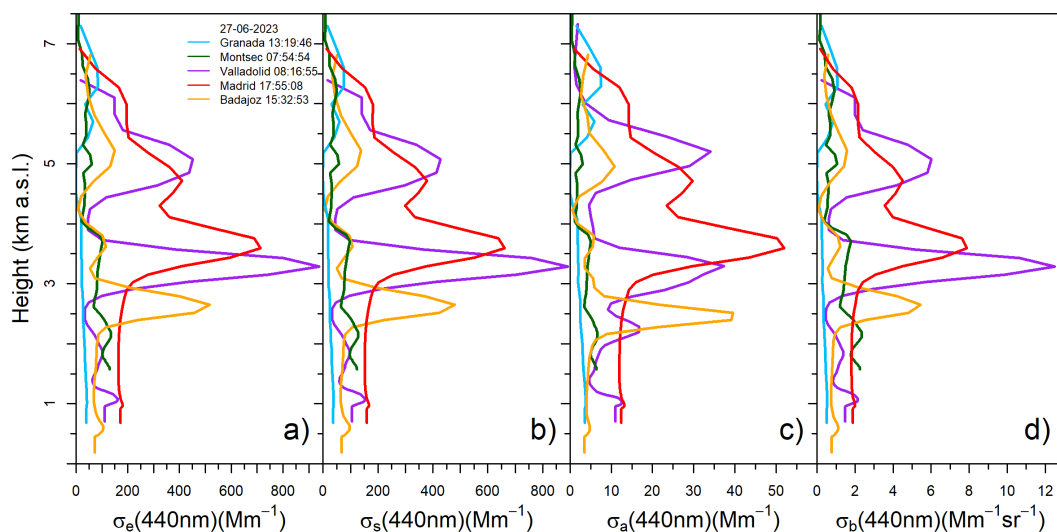 27-06-2023
Granada 13:19:46
Montsec 07:54:54
Valladolid 08:16:55
Madrid 17:55:08
Badajoz 15:32:53
Height (km a.s.l.)
7
5
3
1
a)
b)
c)
d)
0 200 400 600 800
0 200 400 600 800
0 10 20 30 40 50
0 2 4 6 8 10 12
σe(440nm)(Mm⁻¹)
σs(440nm)(Mm⁻¹)
σa(440nm)(Mm⁻¹)
σb(440nm)(Mm⁻¹sr⁻¹)